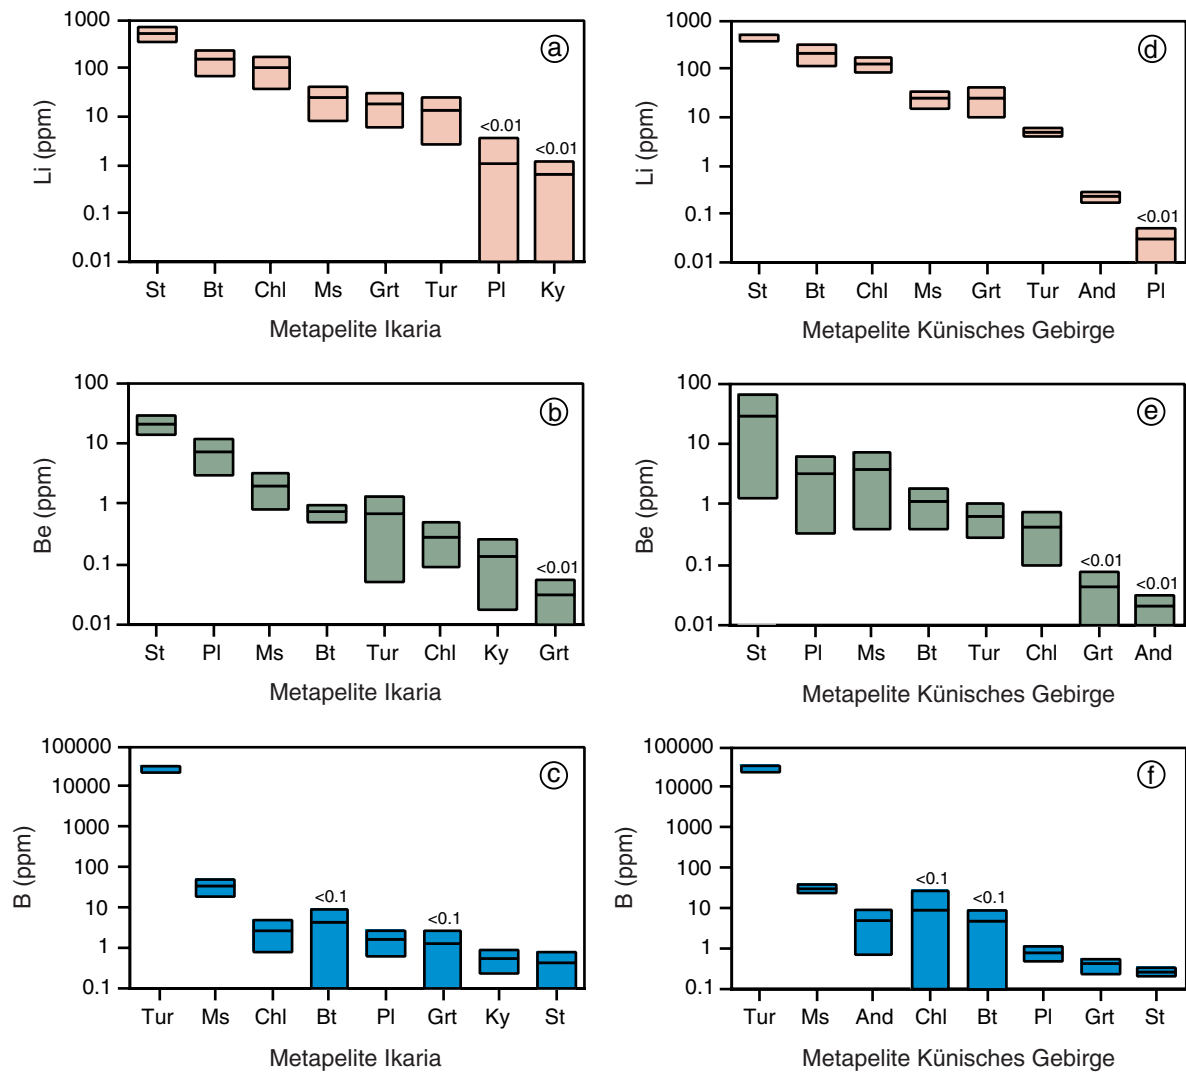 1000
100
10
1
0.1
0.01
Li (ppm)
a
<0.01
<0.01
St Bt Chl Ms Grt Tur Pl Ky
Metapelite Ikaria
1000
100
10
1
0.1
0.01
Li (ppm)
d
<0.01
St Bt Chl Ms Grt Tur And Pl
Metapelite Künisches Gebirge
100
10
1
0.1
0.01
Be (ppm)
b
<0.01
St Pl Ms Bt Tur Chl Ky Grt
Metapelite Ikaria
100
10
1
0.1
0.01
Be (ppm)
e
<0.01
<0.01
St Pl Ms Bt Tur Chl Grt And
Metapelite Künisches Gebirge
100000
10000
1000
100
10
1
0.1
B (ppm)
c
<0.1
<0.1
Tur Ms Chl Bt Pl Grt Ky St
Metapelite Ikaria
100000
10000
1000
100
10
1
0.1
B (ppm)
f
<0.1
<0.1
Tur Ms And Chl Bt Pl Grt St
Metapelite Künisches Gebirge